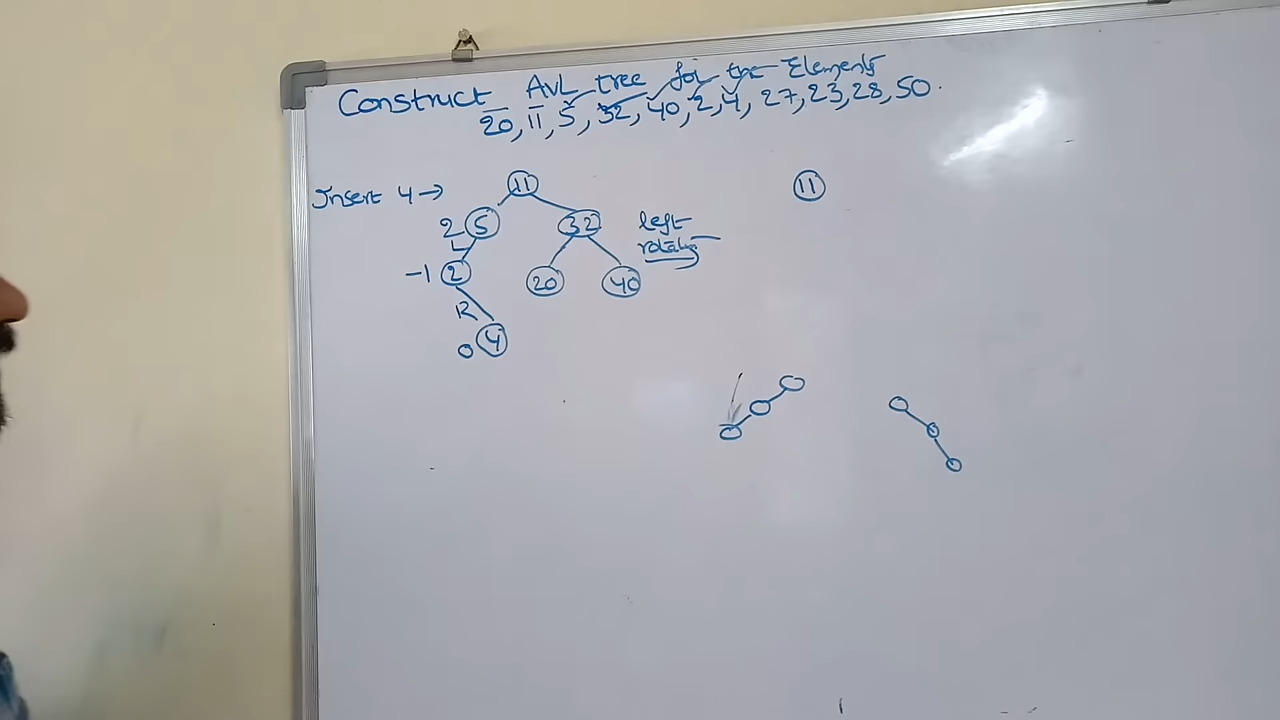 Construct AVL tree for the Elements
20, 11, 5, 32, 40, 2, 4, 27, 23, 28, 50.
Insert 4 →
11
2 5 32
L
-1 2 20 40
R
0 4
left
rotation
11